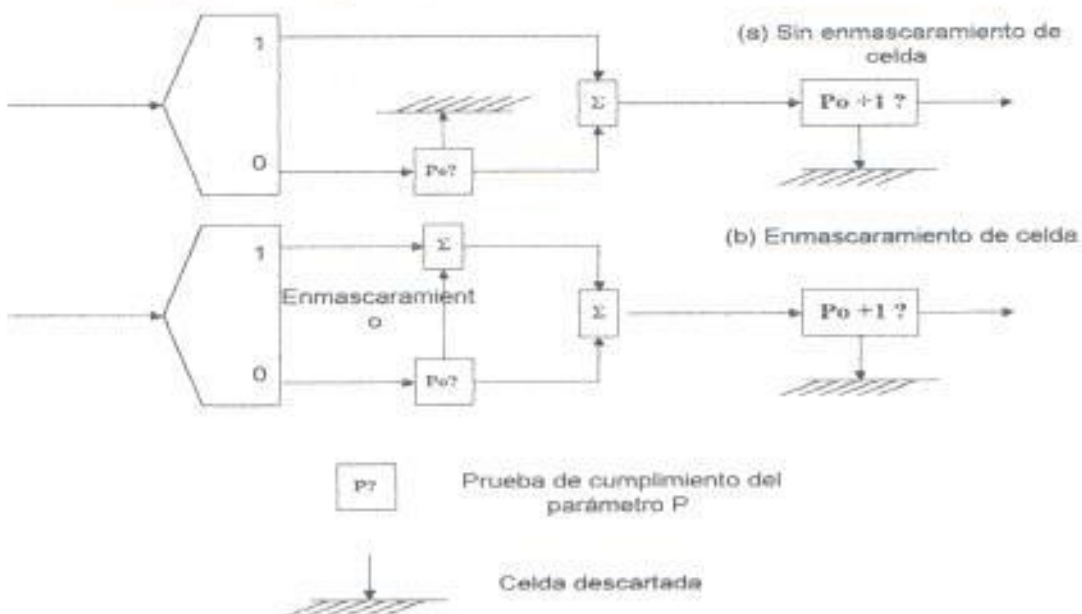 1
0
Po?
Σ
(a) Sin enmascaramiento de
celda
Po +1 ?
1
0
Enmascaramient
o
Σ
Po?
Σ
(b) Enmascaramiento de celda
Po +1 ?
P?
Prueba de cumplimiento del
parámetro P
Celda descartada